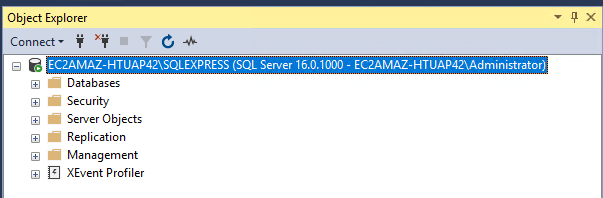 Object Explorer
Connect
EC2AMAZ-HTUAP42\SQLEXPRESS (SQL Server 16.0.1000 - EC2AMAZ-HTUAP42\Administrator)
Databases
Security
Server Objects
Replication
Management
XEvent Profiler